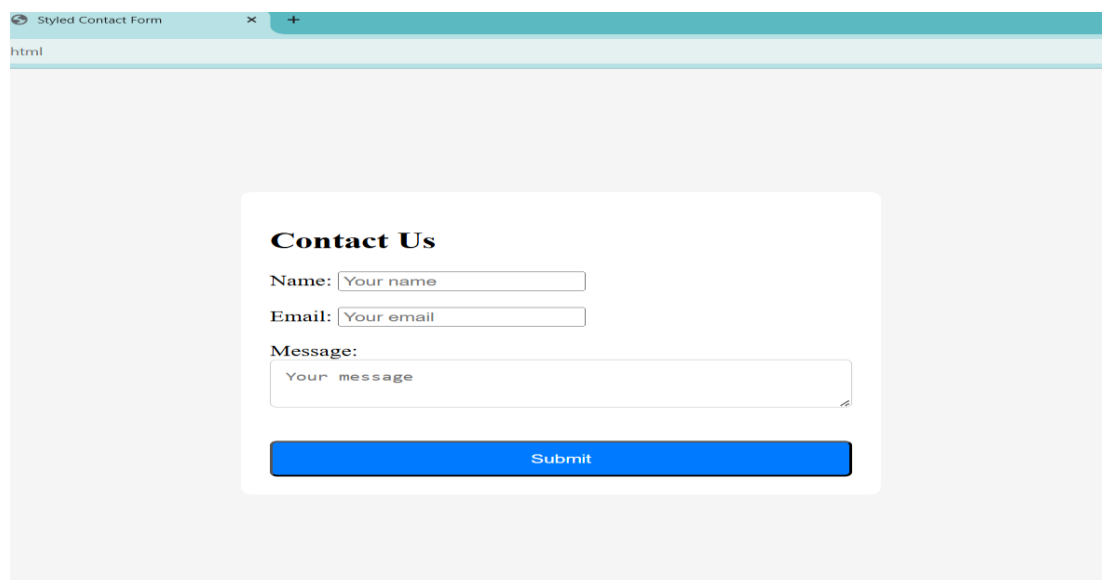 Styled Contact Form
html
Contact Us
Name: Your name
Email: Your email
Message:
Your message
Submit